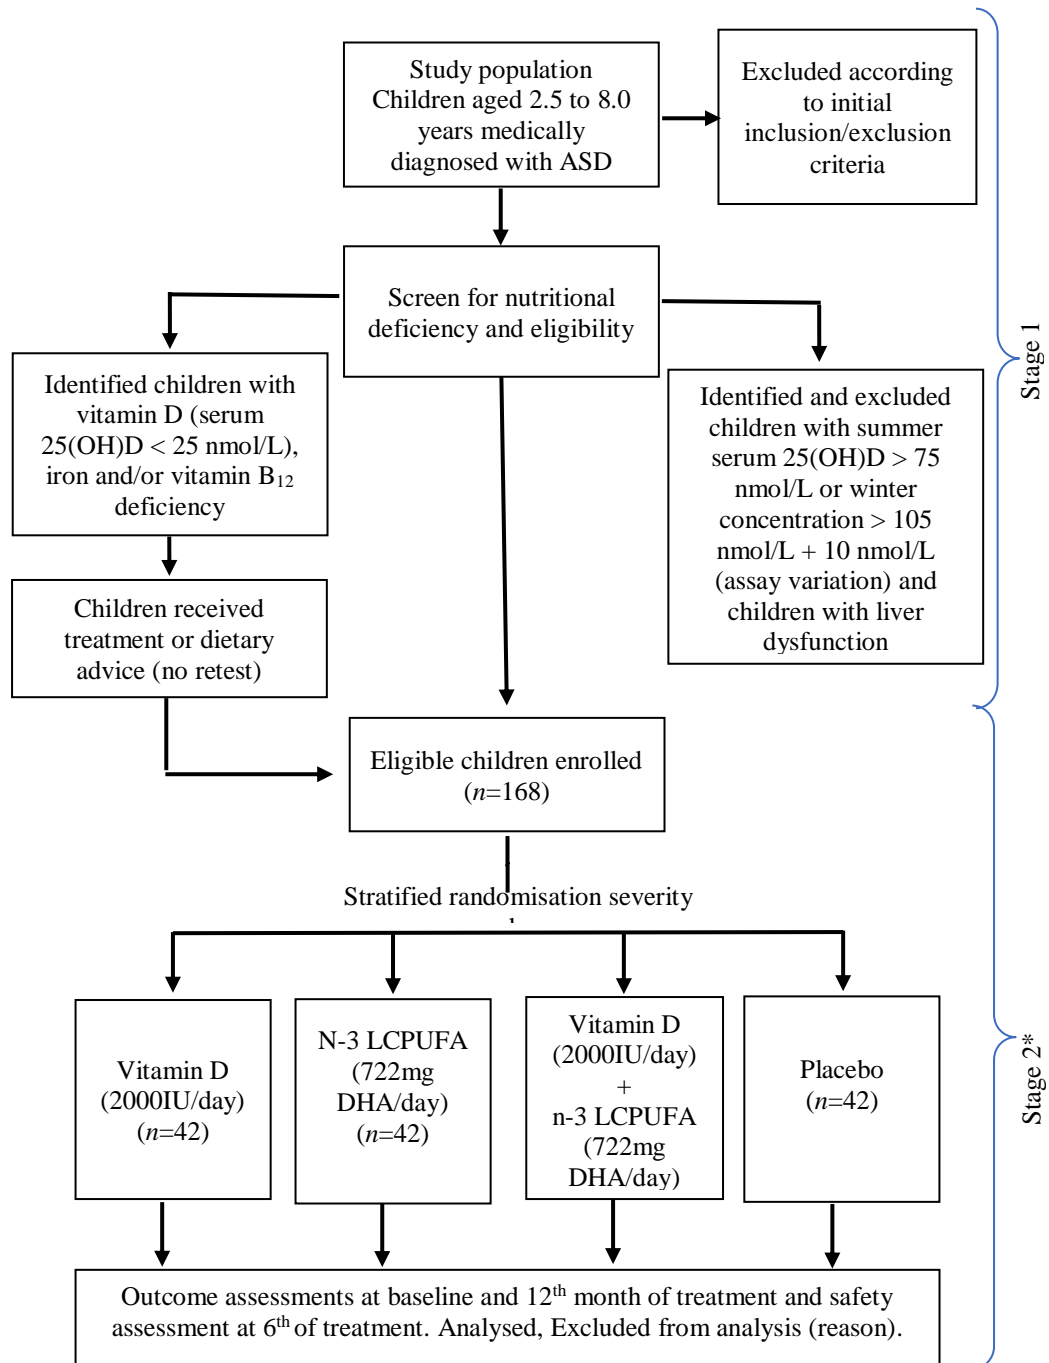 Study population
Children aged 2.5 to 8.0
years medically
diagnosed with ASD
Excluded according
to initial
inclusion/exclusion
criteria
Screen for nutritional
deficiency and eligibility
Identified children with
vitamin D (serum
25(OH)D < 25 nmol/L),
iron and/or vitamin B₁₂
deficiency
Identified and excluded
children with summer
serum 25(OH)D > 75
nmol/L or winter
concentration > 105
nmol/L + 10 nmol/L
(assay variation) and
children with liver
dysfunction
Children received
treatment or dietary
advice (no retest)
Stage 1
Eligible children enrolled
(n=168)
Stratified randomisation severity
Vitamin D
(2000IU/day)
(n=42)
N-3 LCPUFA
(722mg
DHA/day)
(n=42)
Vitamin D
(2000IU/day)
+
n-3 LCPUFA
(722mg
DHA/day)
Placebo
(n=42)
Stage 2*
Outcome assessments at baseline and 12th month of treatment and safety
assessment at 6th of treatment. Analysed, Excluded from analysis (reason).